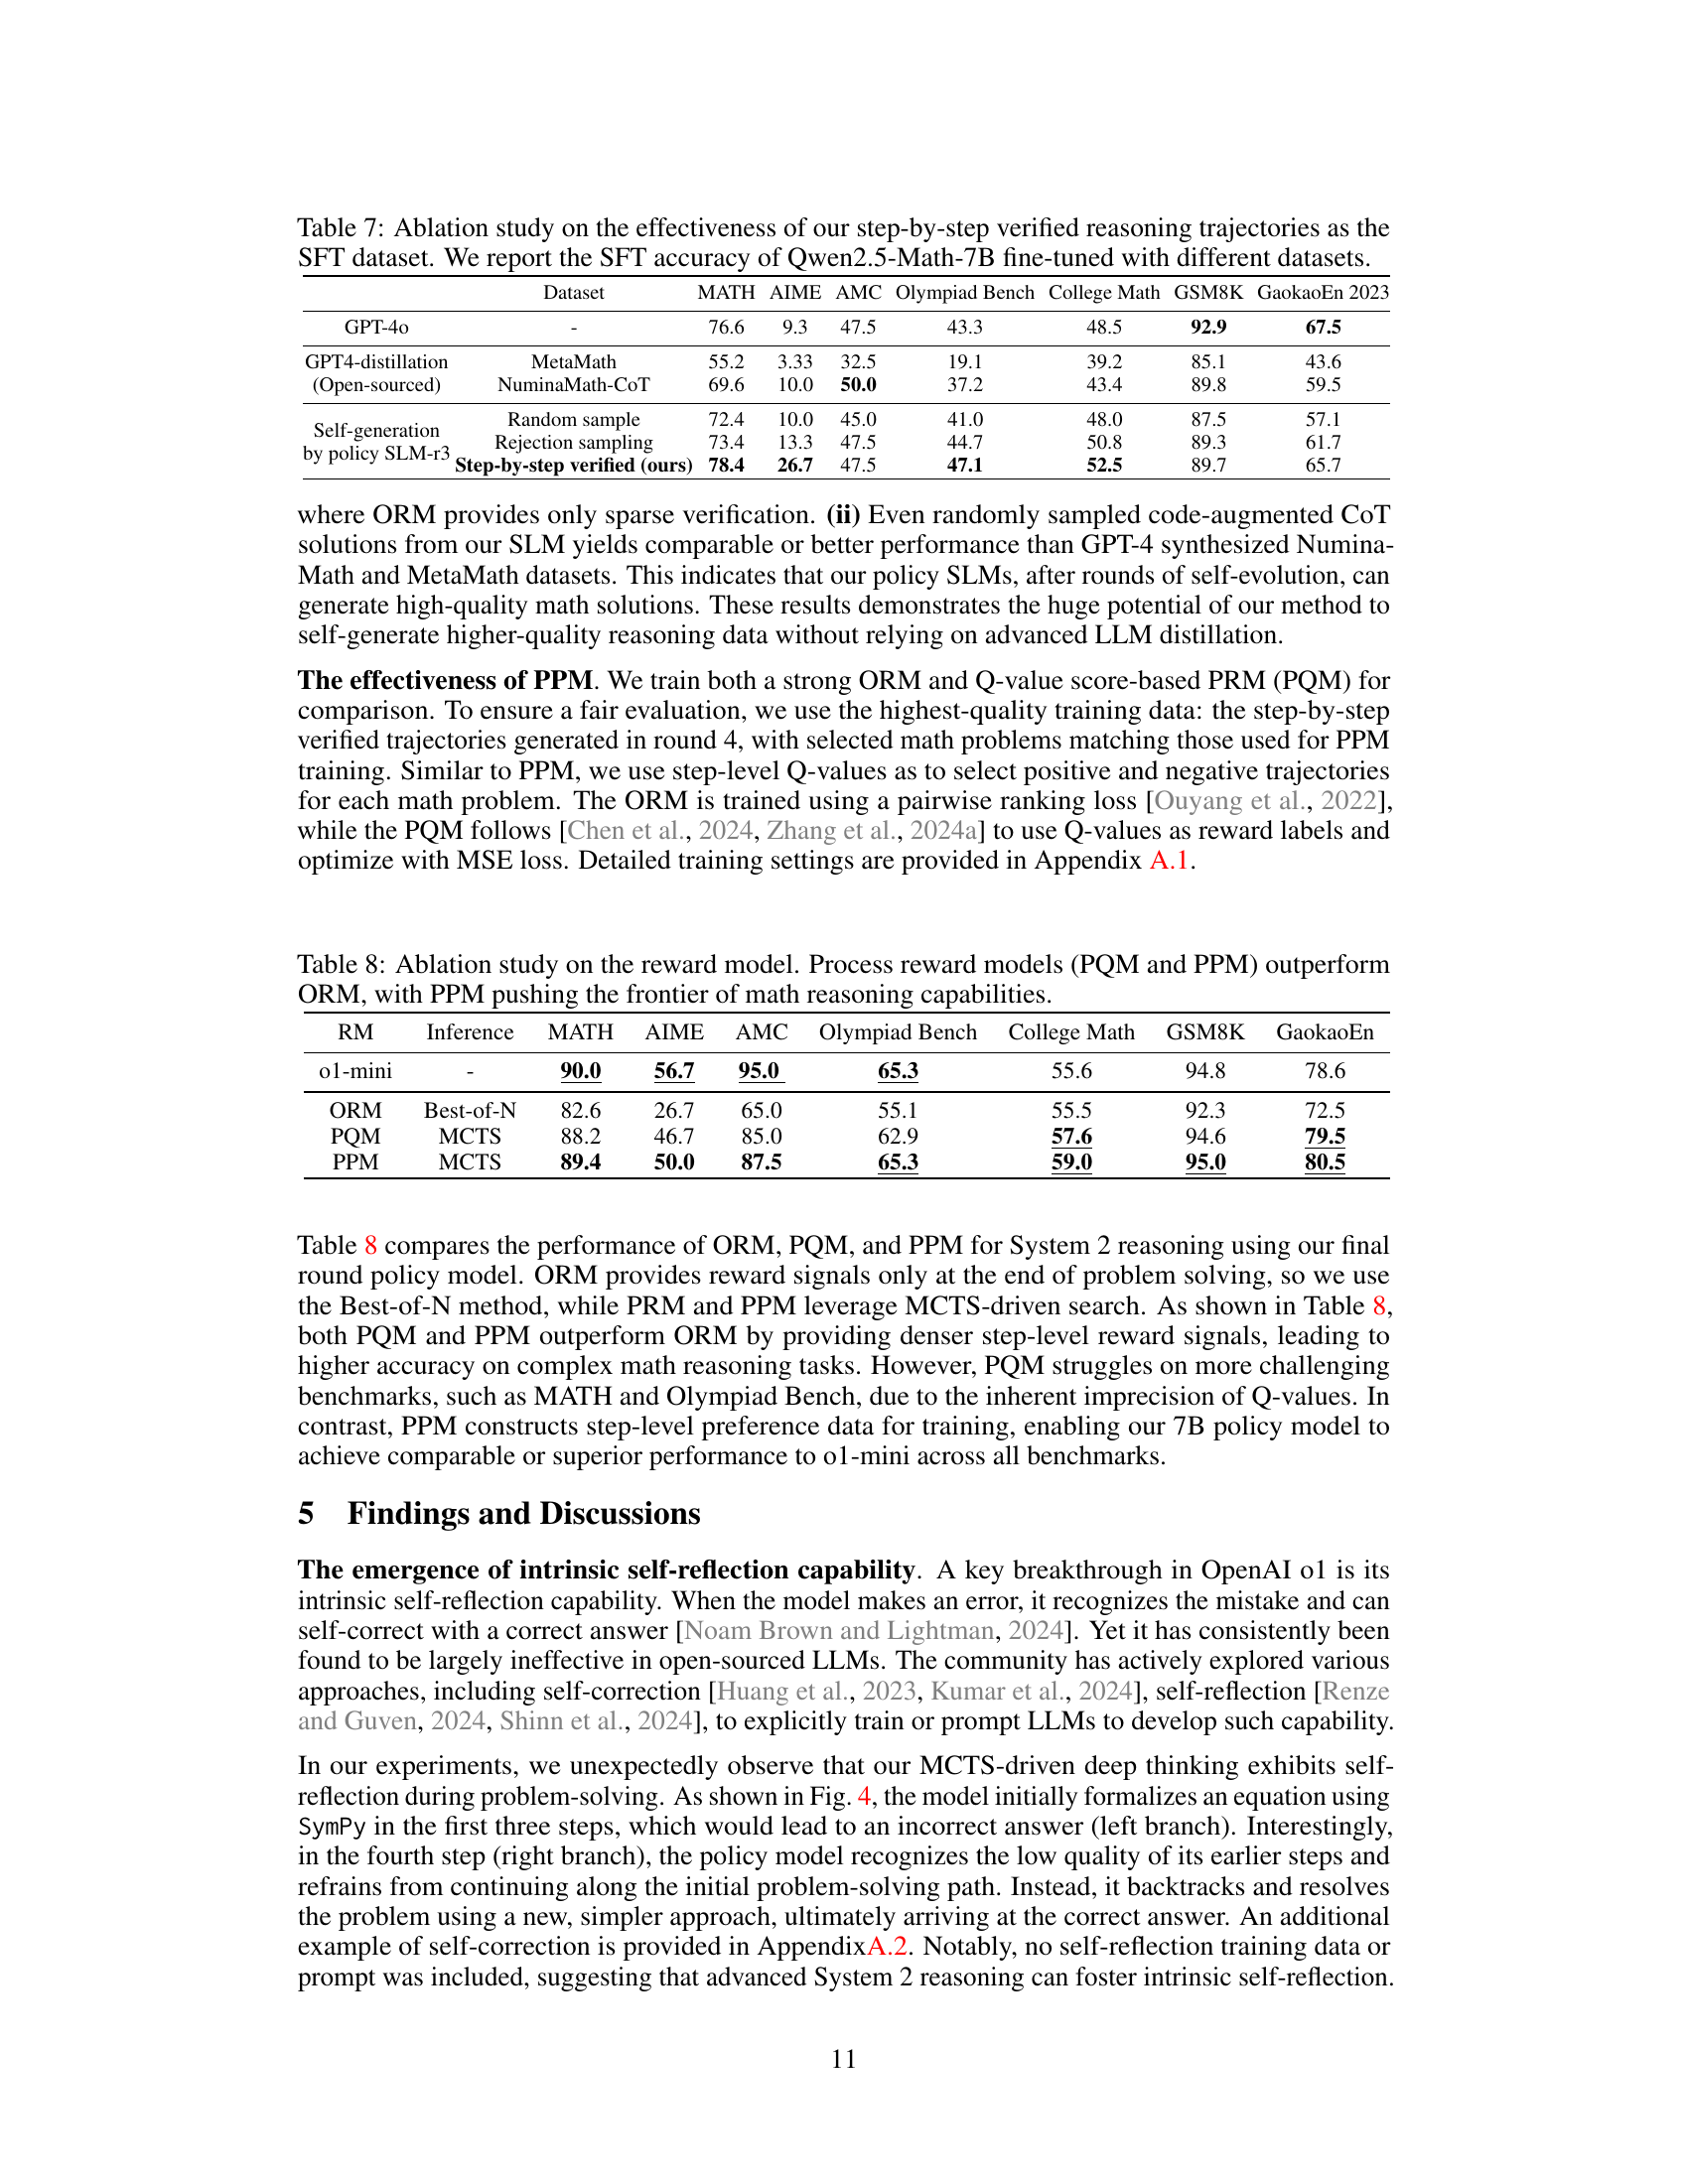 Table 7: Ablation study on the effectiveness of our step-by-step verified reasoning trajectories as the
SFT dataset. We report the SFT accuracy of Qwen2.5-Math-7B fine-tuned with different datasets.
Dataset MATH AIME AMC Olympiad Bench College Math GSM8K GaokaoEn 2023
GPT-4o - 76.6 9.3 47.5 43.3 48.5 92.9 67.5
GPT4-distillation MetaMath 55.2 3.33 32.5 19.1 39.2 85.1 43.6
(Open-sourced) NuminaMath-CoT 69.6 10.0 50.0 37.2 43.4 89.8 59.5
Random sample 72.4 10.0 45.0 41.0 48.0 87.5 57.1
Self-generation
Rejection sampling 73.4 13.3 47.5 44.7 50.8 89.3 61.7
by policy SLM-r3
Step-by-step verified (ours) 78.4 26.7 47.5 47.1 52.5 89.7 65.7
where ORM provides only sparse verification. (ii) Even randomly sampled code-augmented CoT
solutions from our SLM yields comparable or better performance than GPT-4 synthesized Numina-
Math and MetaMath datasets. This indicates that our policy SLMs, after rounds of self-evolution, can
generate high-quality math solutions. These results demonstrates the huge potential of our method to
self-generate higher-quality reasoning data without relying on advanced LLM distillation.
The effectiveness of PPM. We train both a strong ORM and Q-value score-based PRM (PQM) for
comparison. To ensure a fair evaluation, we use the highest-quality training data: the step-by-step
verified trajectories generated in round 4, with selected math problems matching those used for PPM
training. Similar to PPM, we use step-level Q-values as to select positive and negative trajectories
for each math problem. The ORM is trained using a pairwise ranking loss [Ouyang et al., 2022],
while the PQM follows [Chen et al., 2024, Zhang et al., 2024a] to use Q-values as reward labels and
optimize with MSE loss. Detailed training settings are provided in Appendix A.1.
Table 8: Ablation study on the reward model. Process reward models (PQM and PPM) outperform
ORM, with PPM pushing the frontier of math reasoning capabilities.
RM Inference MATH AIME AMC Olympiad Bench College Math GSM8K GaokaoEn
o1-mini - 90.0 56.7 95.0 65.3 55.6 94.8 78.6
ORM Best-of-N 82.6 26.7 65.0 55.1 55.5 92.3 72.5
PQM MCTS 88.2 46.7 85.0 62.9 57.6 94.6 79.5
PPM MCTS 89.4 50.0 87.5 65.3 59.0 95.0 80.5
Table 8 compares the performance of ORM, PQM, and PPM for System 2 reasoning using our final
round policy model. ORM provides reward signals only at the end of problem solving, so we use
the Best-of-N method, while PRM and PPM leverage MCTS-driven search. As shown in Table 8,
both PQM and PPM outperform ORM by providing denser step-level reward signals, leading to
higher accuracy on complex math reasoning tasks. However, PQM struggles on more challenging
benchmarks, such as MATH and Olympiad Bench, due to the inherent imprecision of Q-values. In
contrast, PPM constructs step-level preference data for training, enabling our 7B policy model to
achieve comparable or superior performance to o1-mini across all benchmarks.
5 Findings and Discussions
The emergence of intrinsic self-reflection capability. A key breakthrough in OpenAI o1 is its
intrinsic self-reflection capability. When the model makes an error, it recognizes the mistake and can
self-correct with a correct answer [Noam Brown and Lightman, 2024]. Yet it has consistently been
found to be largely ineffective in open-sourced LLMs. The community has actively explored various
approaches, including self-correction [Huang et al., 2023, Kumar et al., 2024], self-reflection [Renze
and Guven, 2024, Shinn et al., 2024], to explicitly train or prompt LLMs to develop such capability.
In our experiments, we unexpectedly observe that our MCTS-driven deep thinking exhibits self-
reflection during problem-solving. As shown in Fig. 4, the model initially formalizes an equation using
SymPy in the first three steps, which would lead to an incorrect answer (left branch). Interestingly,
in the fourth step (right branch), the policy model recognizes the low quality of its earlier steps and
refrains from continuing along the initial problem-solving path. Instead, it backtracks and resolves
the problem using a new, simpler approach, ultimately arriving at the correct answer. An additional
example of self-correction is provided in AppendixA.2. Notably, no self-reflection training data or
prompt was included, suggesting that advanced System 2 reasoning can foster intrinsic self-reflection.
11